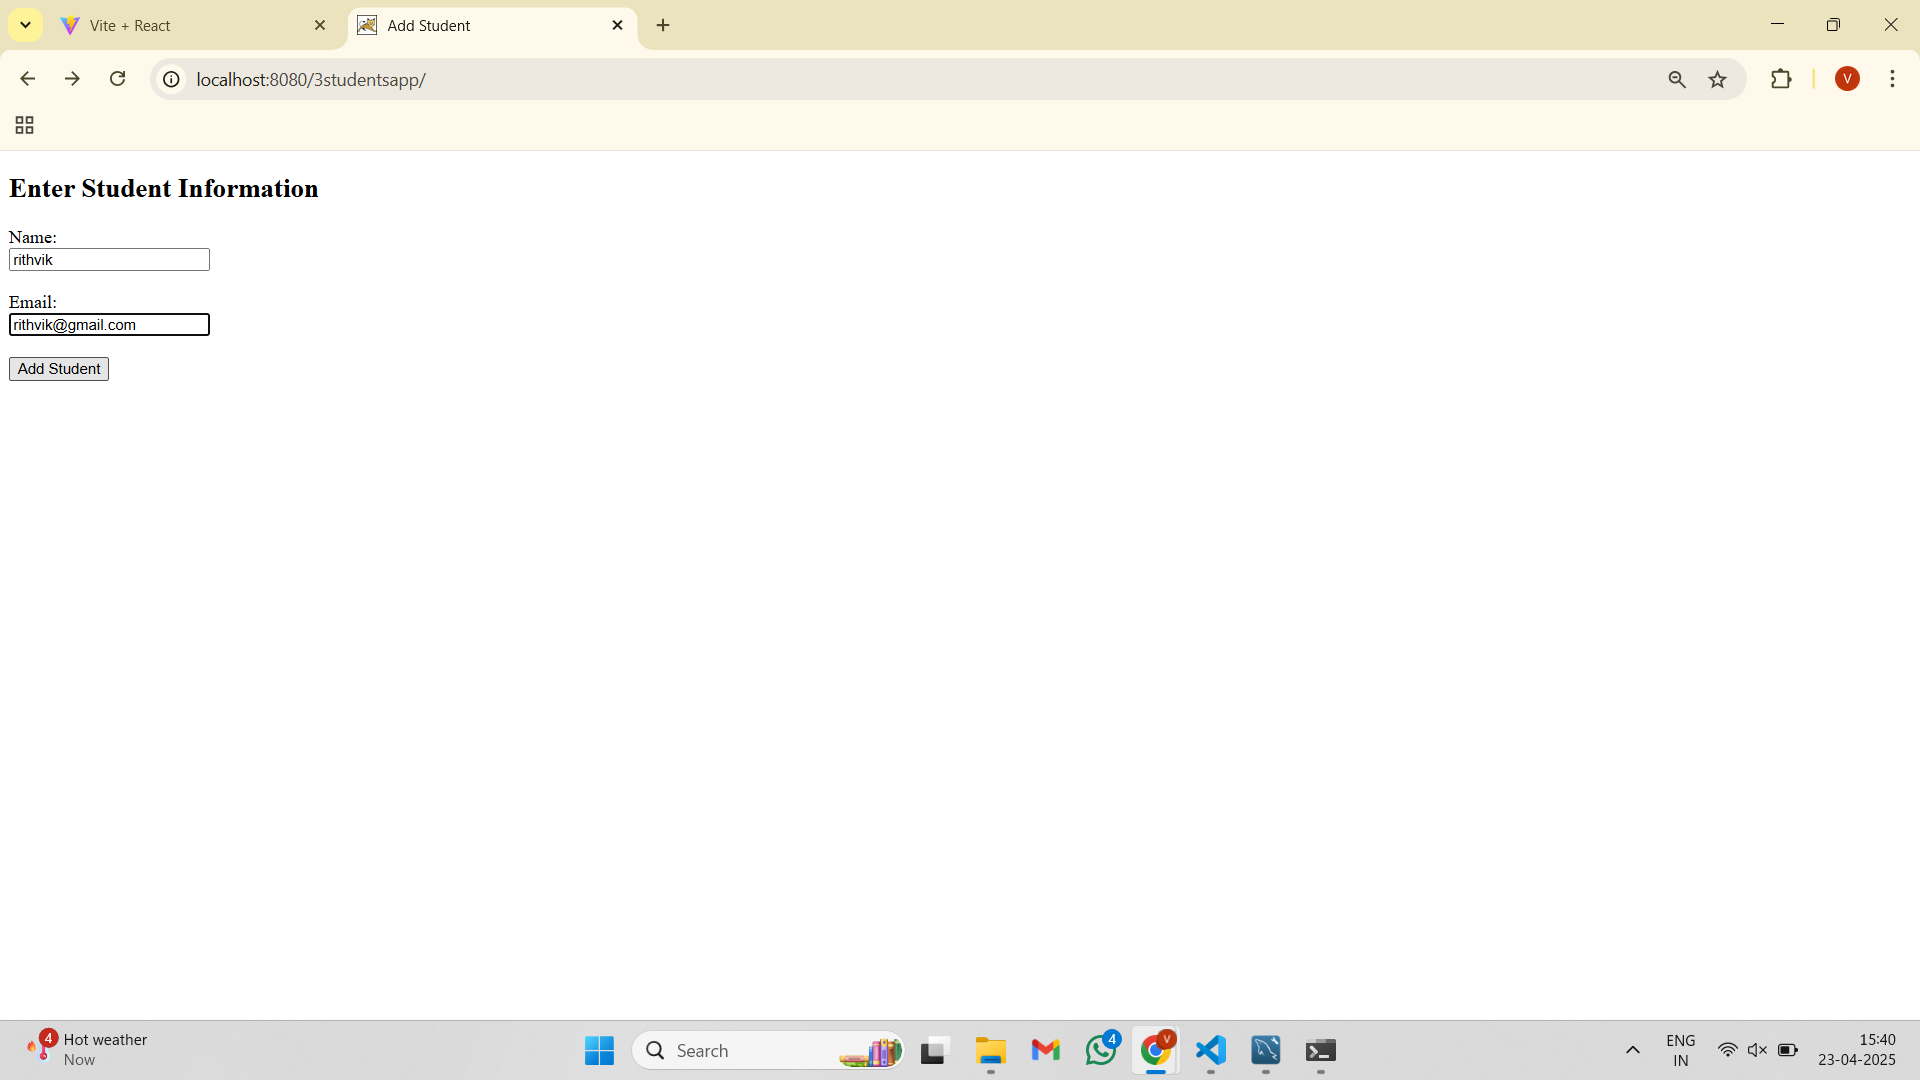 Vite + React
Add Student
localhost:8080/3studentsapp/
V
Enter Student Information
Name:
rithvik
Email:
rithvik@gmail.com
Add Student
4
Hot weather
Now
Search
4
V
ENG
IN
15:40
23-04-2025